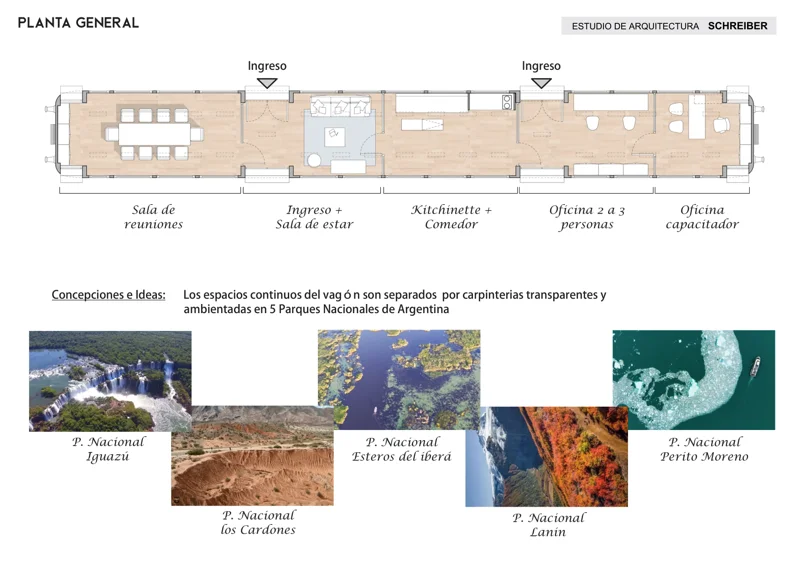 PLANTA GENERAL
ESTUDIO DE ARQUITECTURA SCHREIBER
Ingreso
Ingreso
Sala de
reuniones
Ingreso +
Sala de estar
Kitchinette +
Comedor
Oficina 2 a 3
personas
Oficina
capacitador
Concepciones e Ideas: Los espacios continuos del vag ó n son separados por carpinterias transparentes y
ambientadas en 5 Parques Nacionales de Argentina
P. Nacional
Iguazú
P. Nacional
los Cardones
P. Nacional
Esteros del iberá
P. Nacional
Lanin
P. Nacional
Perito Moreno